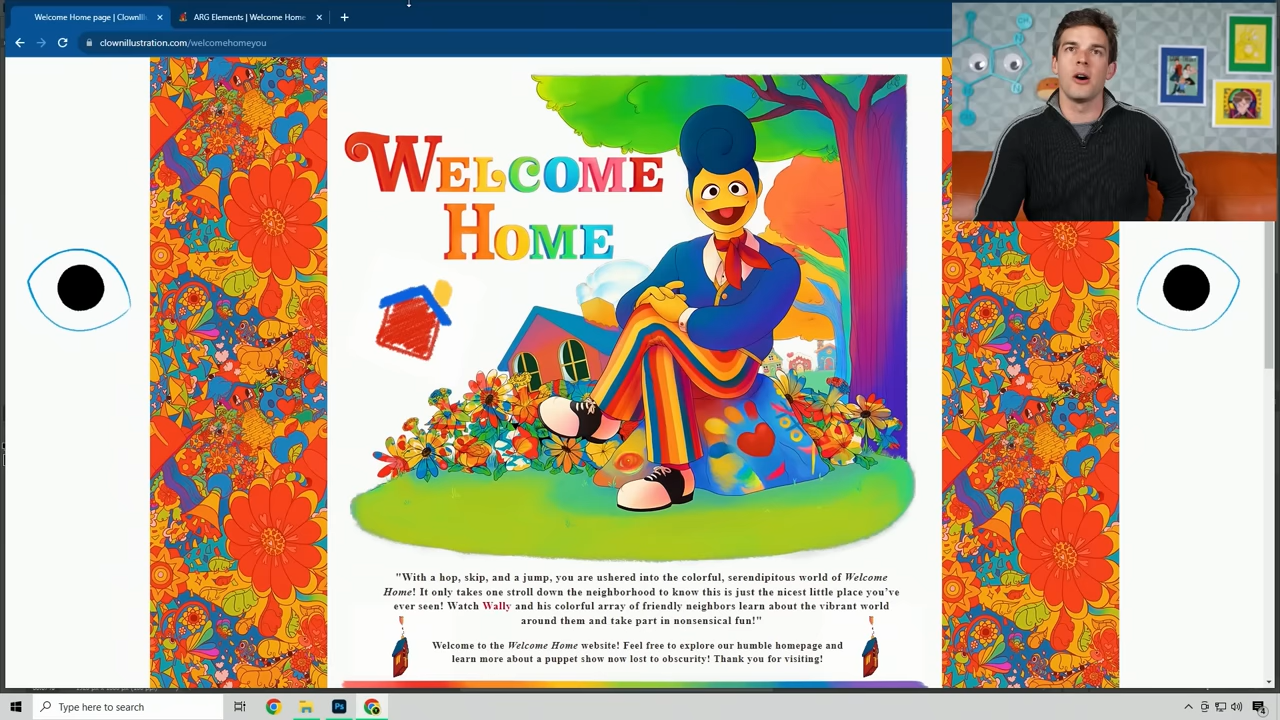 Welcome Home page | Clownill
ARG Elements | Welcome Home
clownillustration.com/welcomehomeyou
WELCOME
HOME
"With a hop, skip, and a jump, you are ushered into the colorful, serendipitous world of Welcome
Home! It only takes one stroll down the neighborhood to know this is just the nicest little place you've
ever seen! Watch Wally and his colorful array of friendly neighbors learn about the vibrant world
around them and take part in nonsensical fun!"
Welcome to the Welcome Home website! Feel free to explore our humble homepage and
learn more about a puppet show now lost to obscurity! Thank you for visiting!
Type here to search
Ps
4